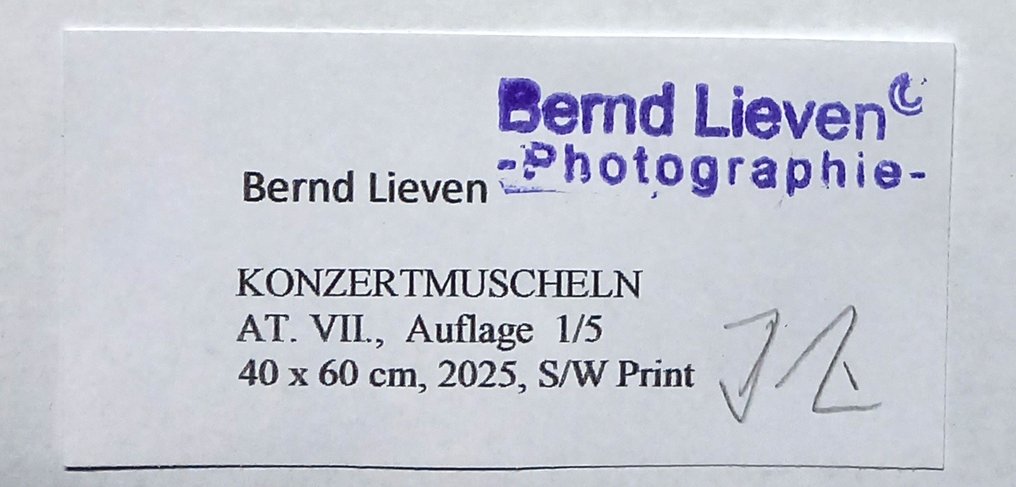 Bernd Lieven©
-Photographie-
Bernd Lieven
KONZERTMUSCHELN
AT. VII., Auflage 1/5
40 x 60 cm, 2025, S/W Print